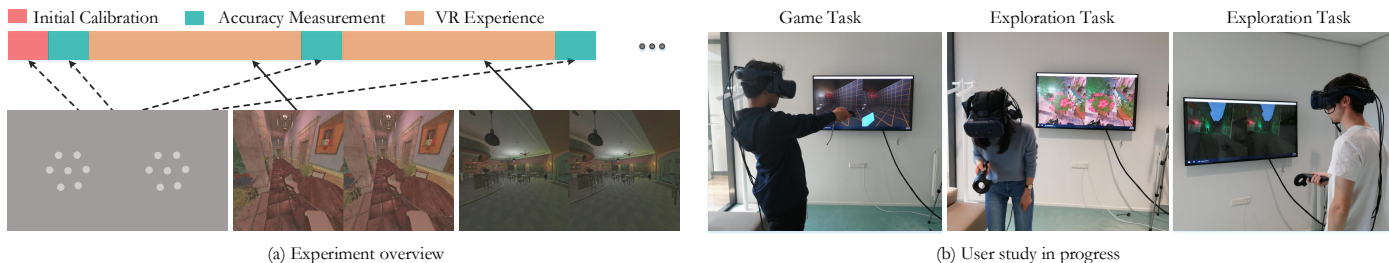 Initial Calibration
Accuracy Measurement
VR Experience
(a) Experiment overview
Game Task
Exploration Task
Exploration Task
(b) User study in progress